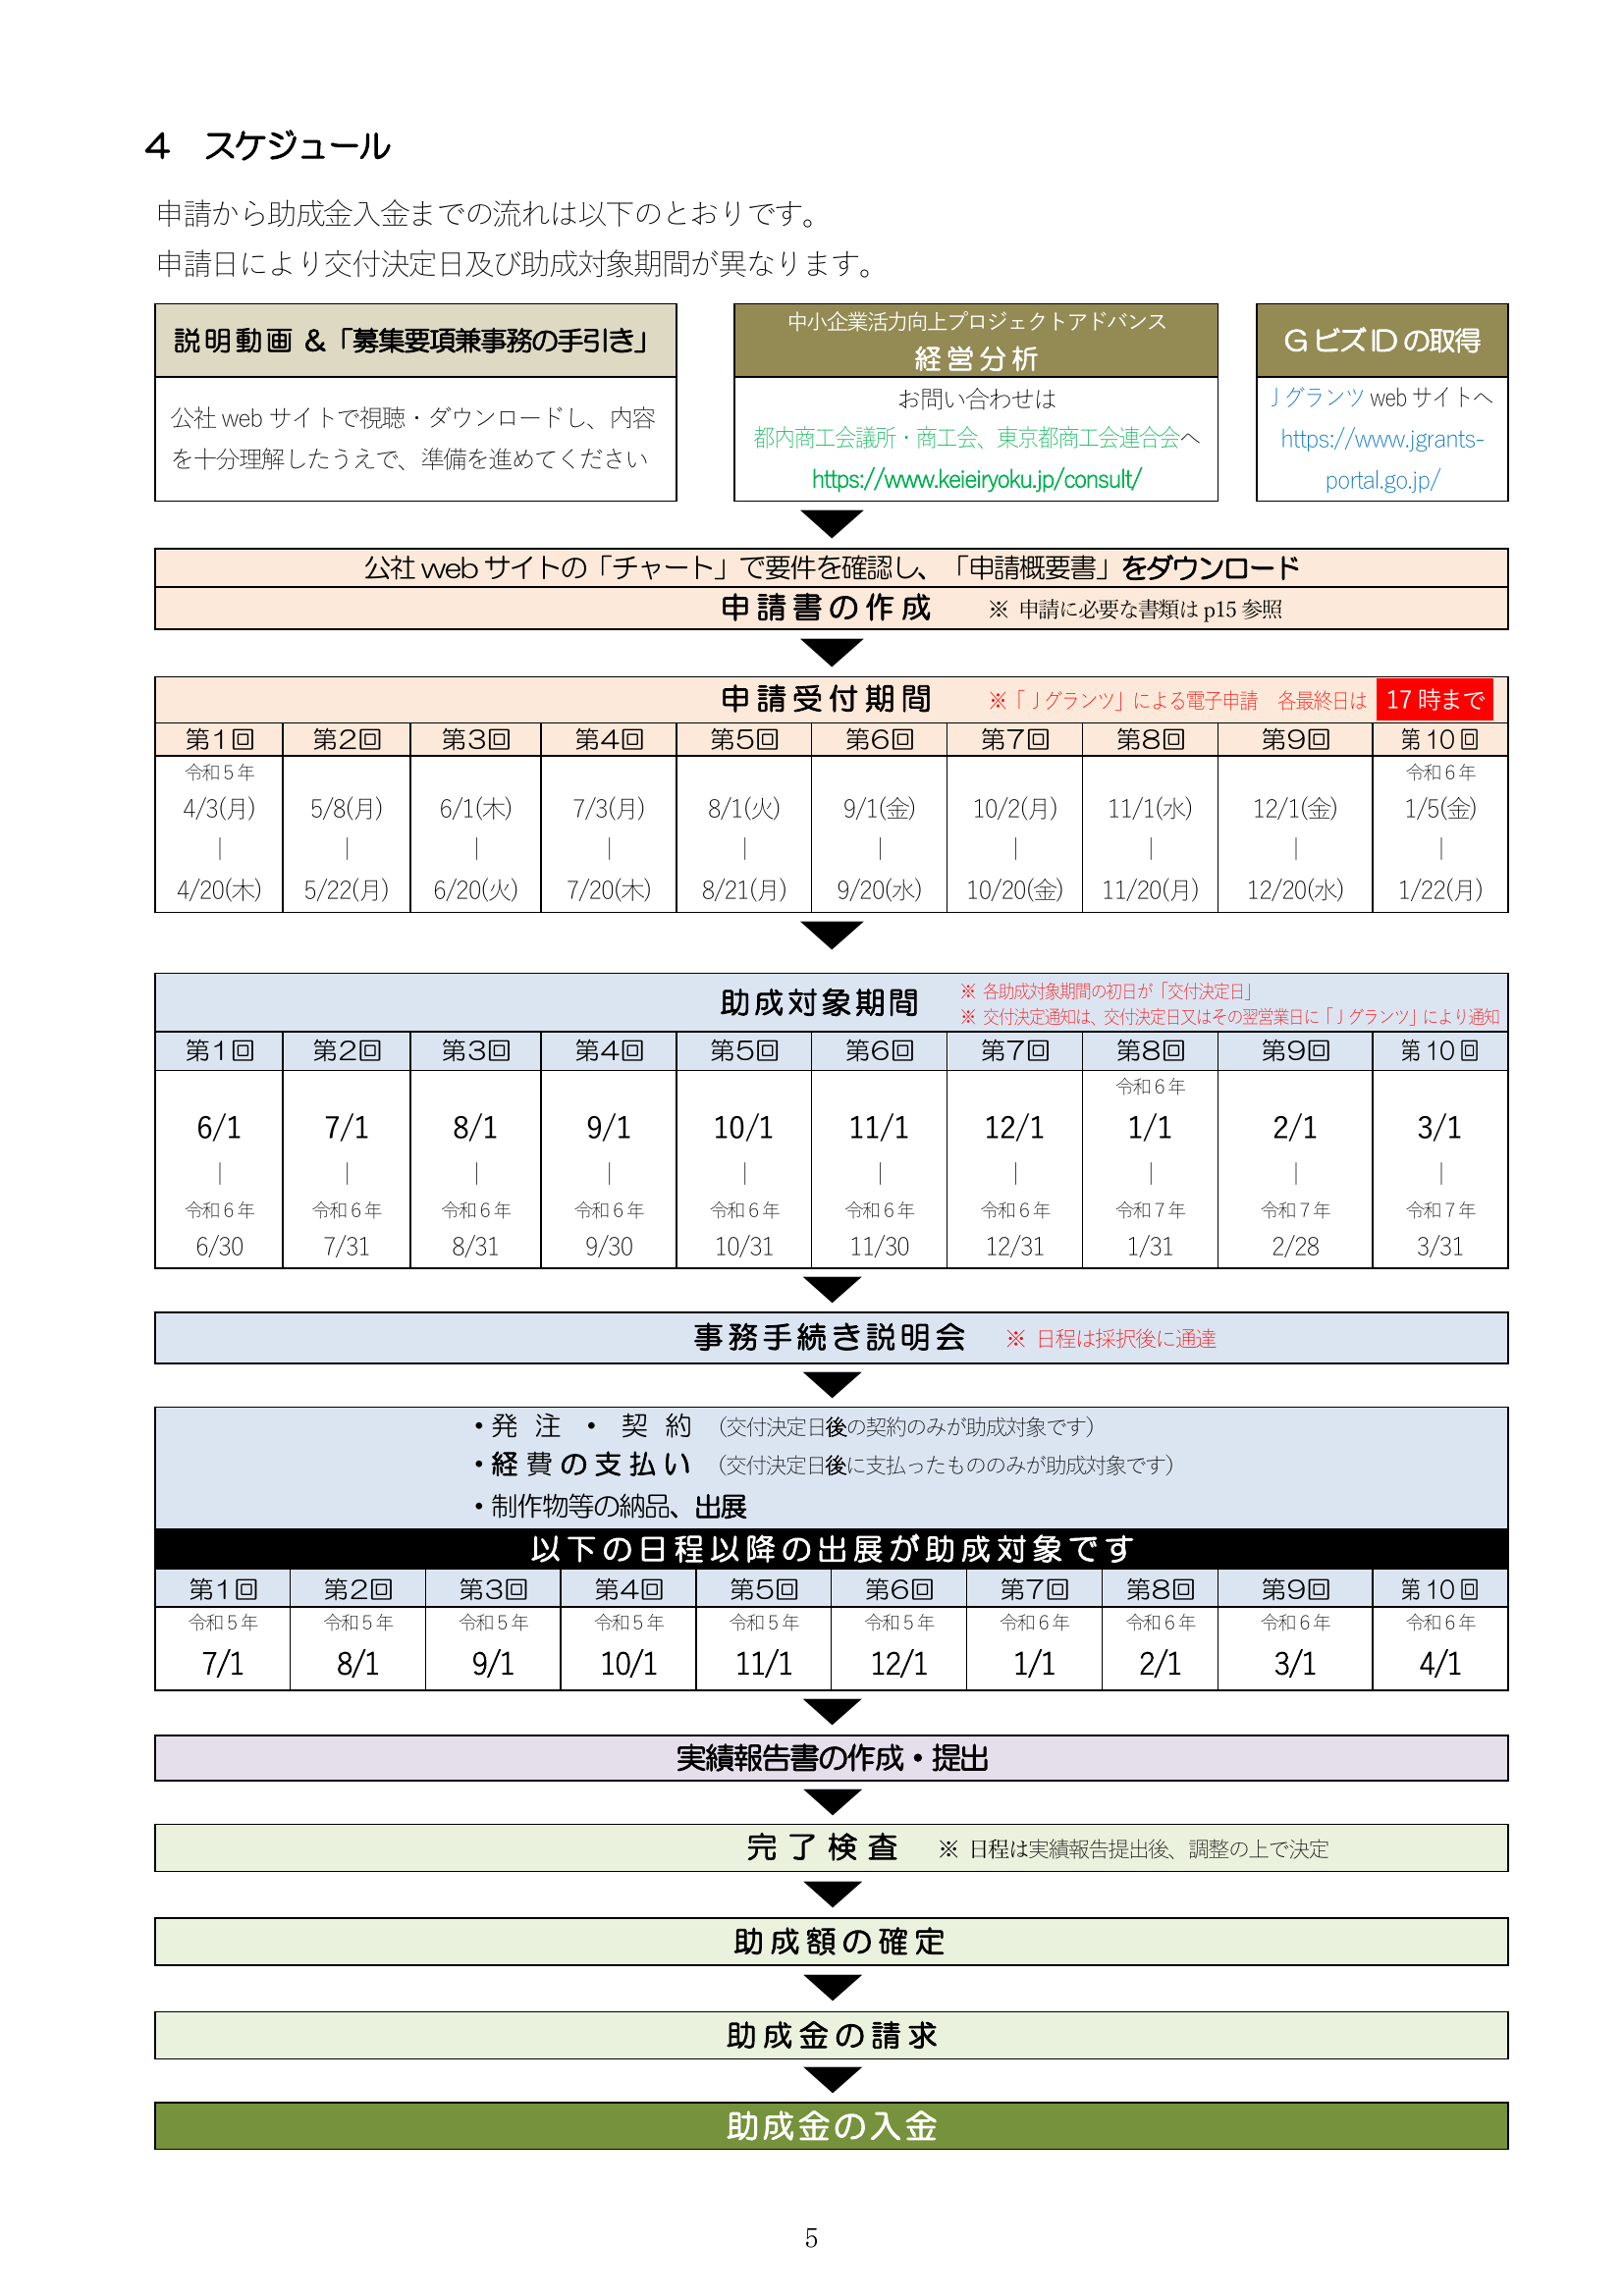 4　スケジュール
申請から助成金入金までの流れは以下のとおりです。
申請日により交付決定日及び助成対象期間が異なります。
説明動画 &「募集要項兼事務の手引き」
公社 web サイトで視聴・ダウンロードし、内容
を十分理解したうえで、準備を進めてください
中小企業活力向上プロジェクトアドバンス
経営分析
お問い合わせは
都内商工会議所・商工会、東京都商工会連合会へ
https://www.keieiryoku.jp/consult/
GビズIDの取得
Jグランツ web サイトへ
https://www.jgrants-
portal.go.jp/
公社 web サイトの「チャート」で要件を確認し、「申請概要書」をダウンロード
申請書の作成　※ 申請に必要な書類は p15 参照
申請受付期間　※「Jグランツ」による電子申請　各最終日は 17 時まで
第1回 第2回 第3回 第4回 第5回 第6回 第7回 第8回 第9回 第10回
令和5年 令和6年
4/3(月) 5/8(月) 6/1(木) 7/3(月) 8/1(火) 9/1(金) 10/2(月) 11/1(水) 12/1(金) 1/5(金)
｜ ｜ ｜ ｜ ｜ ｜ ｜ ｜ ｜ ｜
4/20(木) 5/22(月) 6/20(火) 7/20(木) 8/21(月) 9/20(水) 10/20(金) 11/20(月) 12/20(水) 1/22(月)
助成対象期間
※ 各助成対象期間の初日が「交付決定日」
※ 交付決定通知は、交付決定日又はその翌営業日に「Jグランツ」により通知
第1回 第2回 第3回 第4回 第5回 第6回 第7回 第8回 第9回 第10回
令和6年
6/1 7/1 8/1 9/1 10/1 11/1 12/1 1/1 2/1 3/1
｜ ｜ ｜ ｜ ｜ ｜ ｜ ｜ ｜ ｜
令和6年 令和6年 令和6年 令和6年 令和6年 令和6年 令和6年 令和7年 令和7年 令和7年
6/30 7/31 8/31 9/30 10/31 11/30 12/31 1/31 2/28 3/31
事務手続き説明会　※ 日程は採択後に通達
・発注・契約（交付決定日後の契約のみが助成対象です）
・経費の支払い（交付決定日後に支払ったもののみが助成対象です）
・制作物等の納品、出展
以下の日程以降の出展が助成対象です
第1回 第2回 第3回 第4回 第5回 第6回 第7回 第8回 第9回 第10回
令和5年 令和5年 令和5年 令和5年 令和5年 令和5年 令和6年 令和6年 令和6年 令和6年
7/1 8/1 9/1 10/1 11/1 12/1 1/1 2/1 3/1 4/1
実績報告書の作成・提出
完了検査　※ 日程は実績報告提出後、調整の上で決定
助成額の確定
助成金の請求
助成金の入金
5